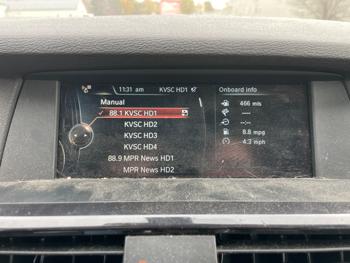 11:31 am KVSC HD1 Onboard info
Manual
88.1 KVSC HD1
KVSC HD2
KVSC HD3
KVSC HD4
88.9 MPR News HD1
MPR News HD2
466 mls
----
--:--
8.8 mpg
4.3 mph